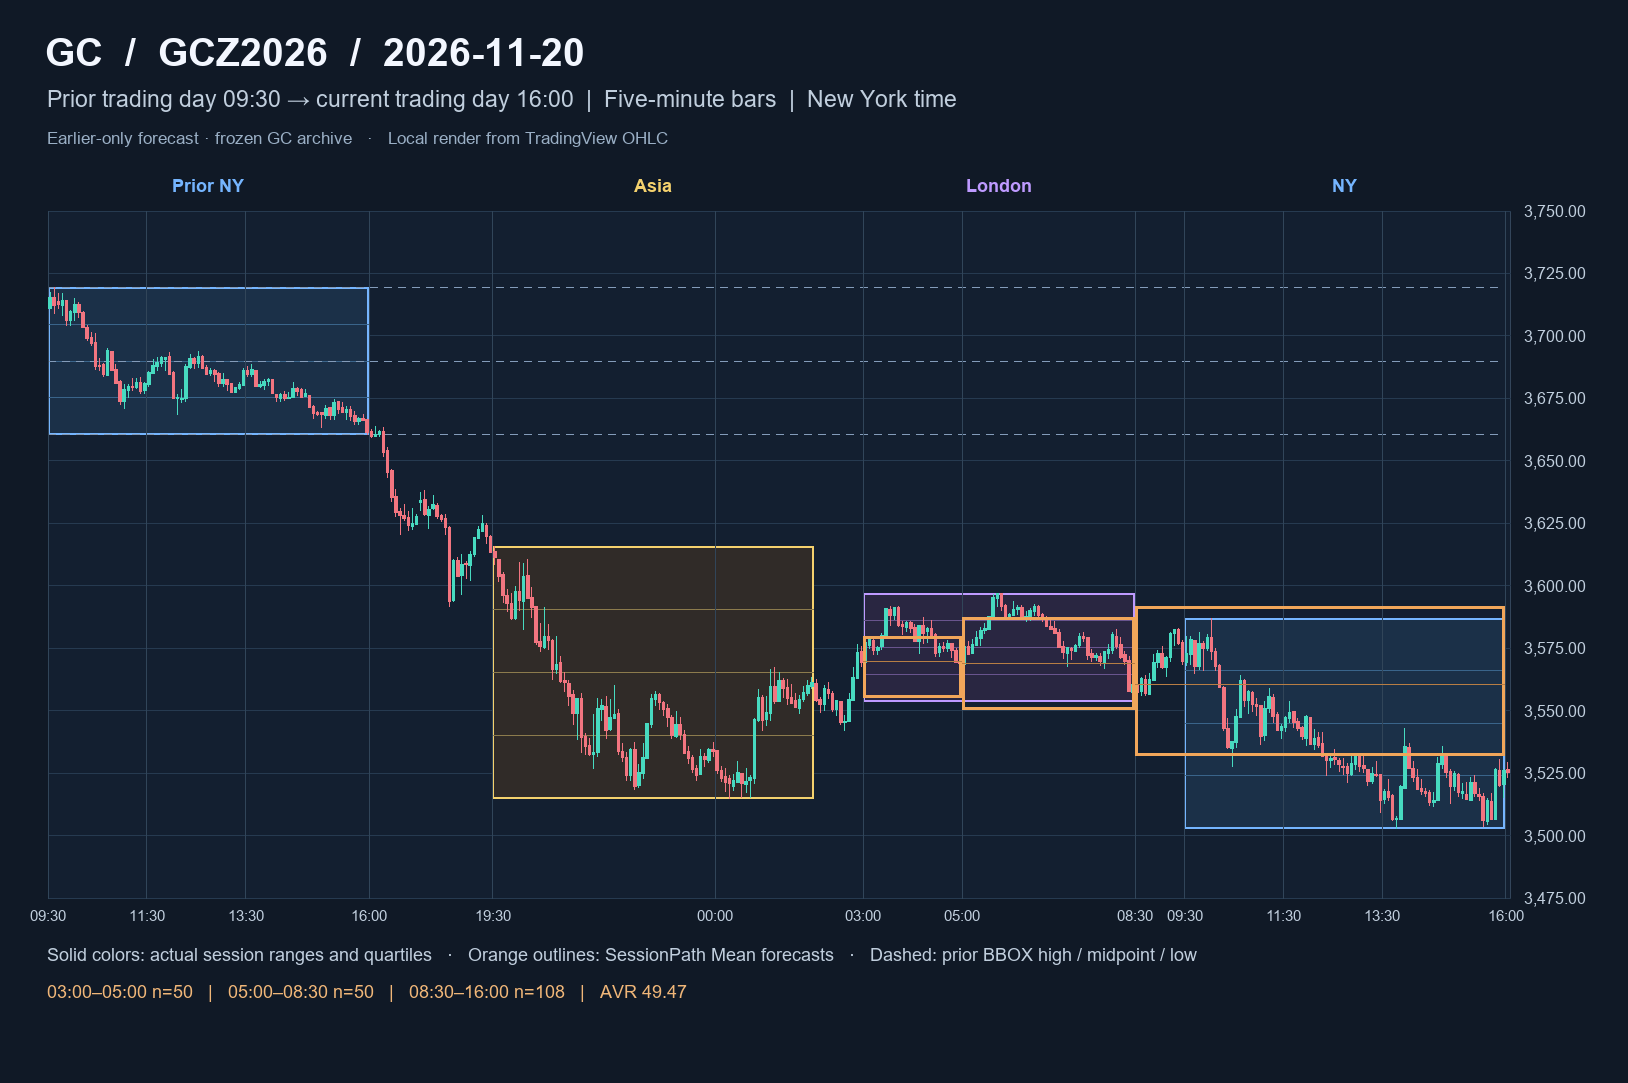 GC / GCZ2026 / 2026-11-20
Prior trading day 09:30 → current trading day 16:00 | Five-minute bars | New York time
Earlier-only forecast · frozen GC archive · Local render from TradingView OHLC
Prior NY
Asia
London
NY
3,750.00
3,725.00
3,700.00
3,675.00
3,650.00
3,625.00
3,600.00
3,575.00
3,550.00
3,525.00
3,500.00
3,475.00
09:30 11:30 13:30 16:00 19:30 00:00 03:00 05:00 08:30 09:30 11:30 13:30 16:00
Solid colors: actual session ranges and quartiles · Orange outlines: SessionPath Mean forecasts · Dashed: prior BBOX high / midpoint / low
03:00–05:00 n=50 | 05:00–08:30 n=50 | 08:30–16:00 n=108 | AVR 49.47